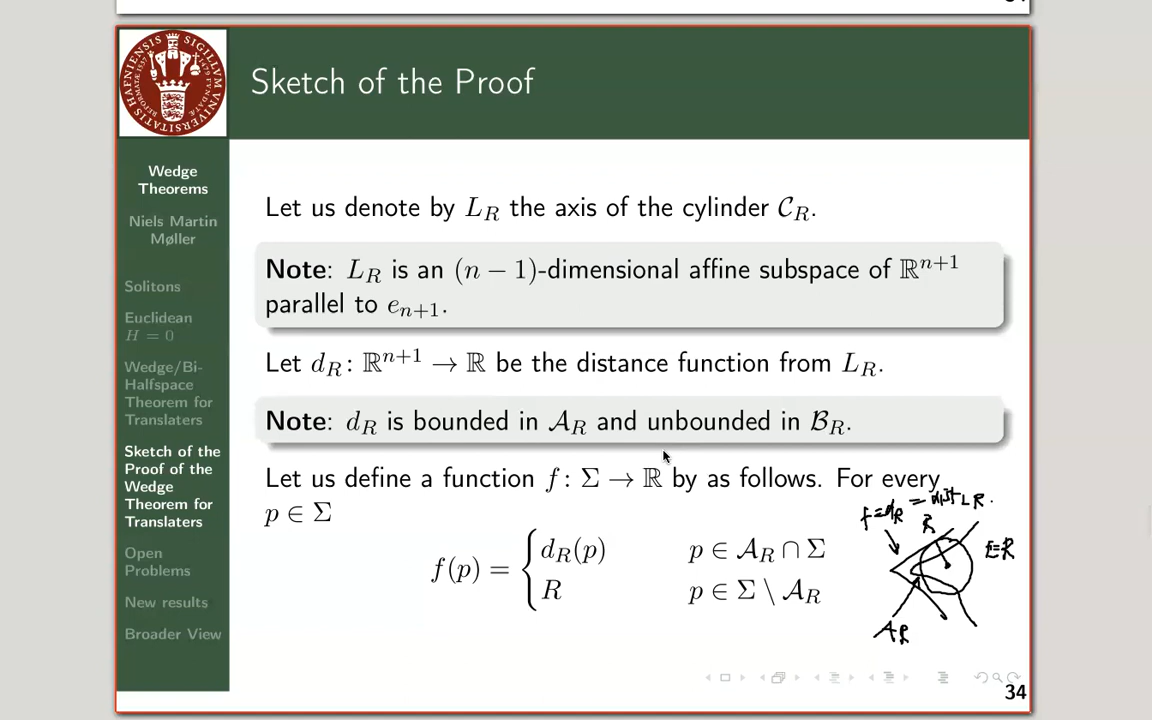 Sketch of the Proof
Wedge
Theorems
Niels Martin
Møller
Solitons
Euclidean
H = 0
Wedge/Bi-
Halfspace
Theorem for
Translaters
Sketch of the
Proof of the
Wedge
Theorem for
Translaters
Open
Problems
New results
Broader View
Let us denote by L_R the axis of the cylinder 𝒞_R.
Note: L_R is an (n − 1)-dimensional affine subspace of ℝ^{n+1}
parallel to e_{n+1}.
Let d_R: ℝ^{n+1} → ℝ be the distance function from L_R.
Note: d_R is bounded in 𝒜_R and unbounded in ℬ_R.
Let us define a function f: Σ → ℝ by as follows. For every
p ∈ Σ
f(p) = { d_R(p) p ∈ 𝒜_R ∩ Σ
R p ∈ Σ \ 𝒜_R
f=d_R = dist L_R.
R
f=R
A_R
34